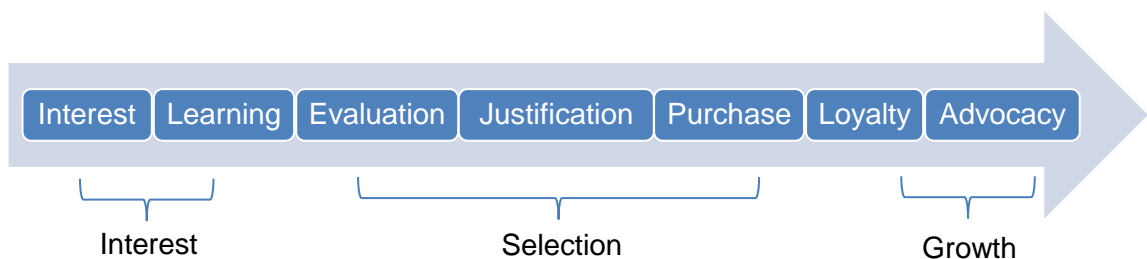 Interest Learning Evaluation Justification Purchase Loyalty Advocacy
Interest Selection Growth